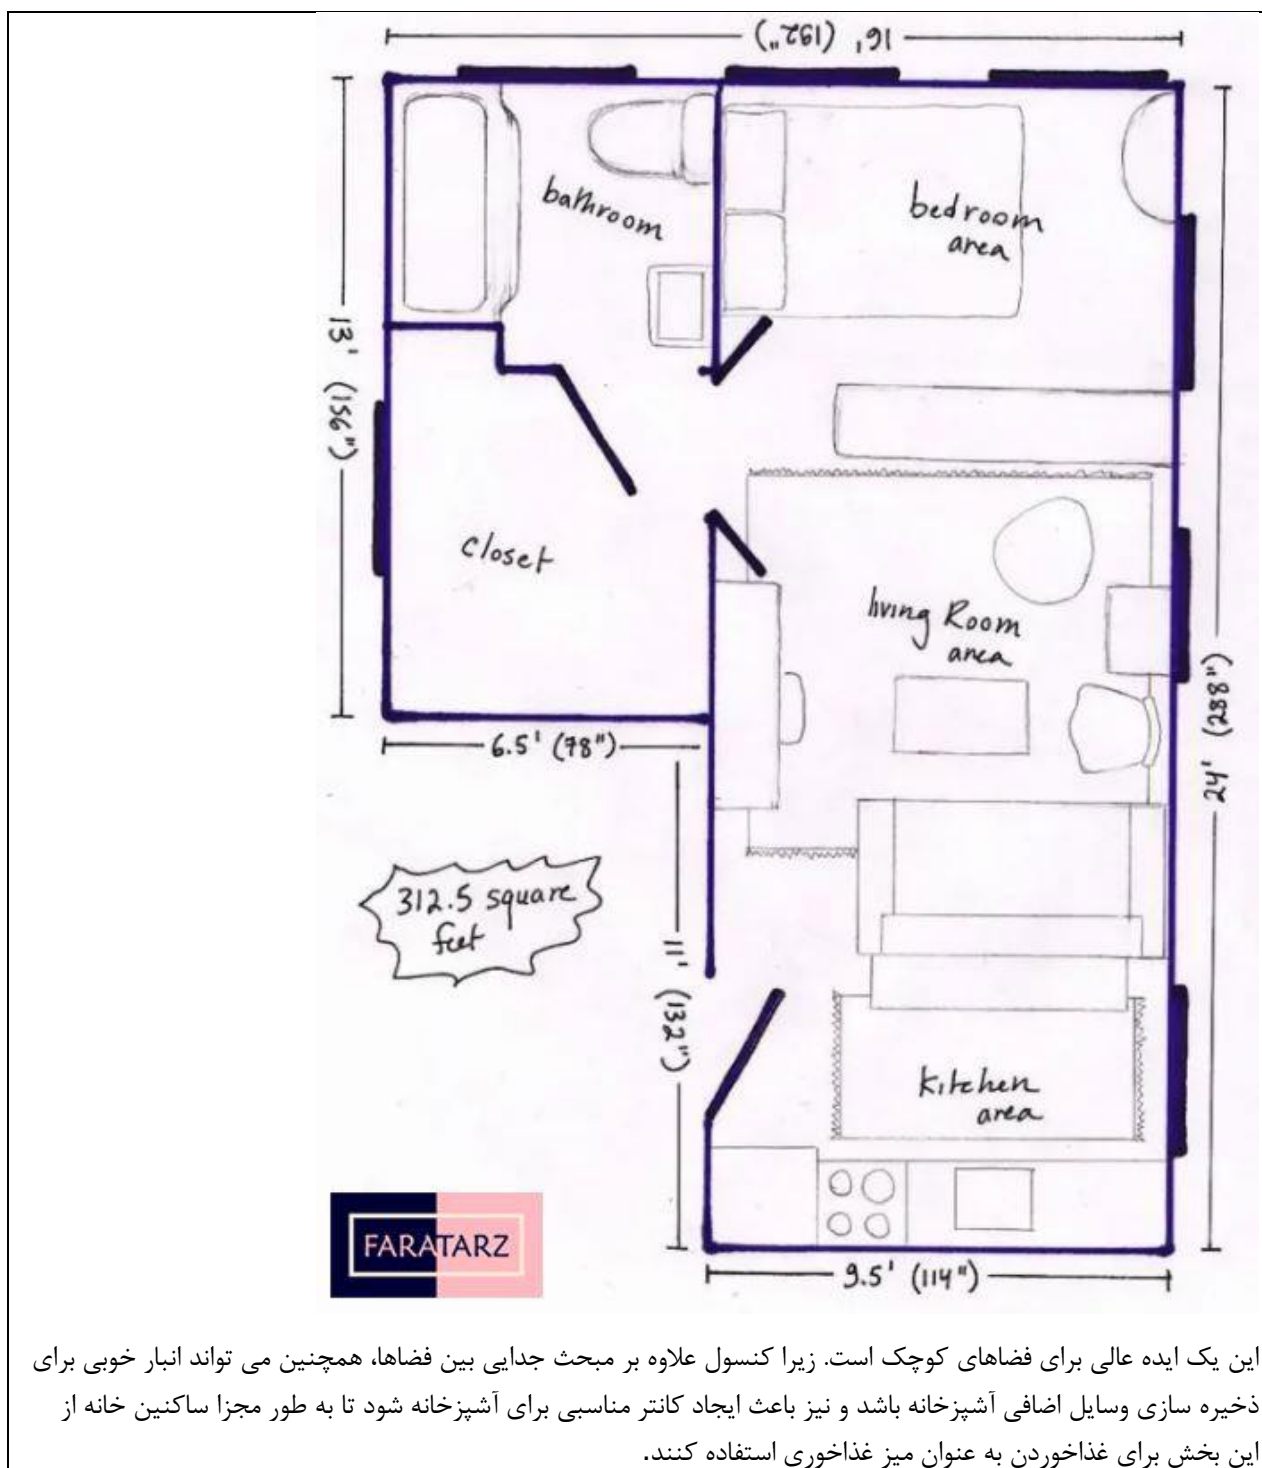 16' (192")
bathroom
bedroom
area
13' (156")
closet
living Room
area
6.5' (78")
24' (288")
312.5 square
feet
11' (132")
kitchen
area
FARATARZ
9.5' (114")
این یک ایده عالی برای فضاهای کوچک است. زیرا کنسول علاوه بر مبحث جدایی بین فضاها، همچنین می تواند انبار خوبی برای
ذخیره سازی وسایل اضافی آشپزخانه باشد و نیز باعث ایجاد کانتر مناسبی برای آشپزخانه شود تا به طور مجزا ساکنین خانه از
این بخش برای غذاخوردن به عنوان میز غذاخوری استفاده کنند.